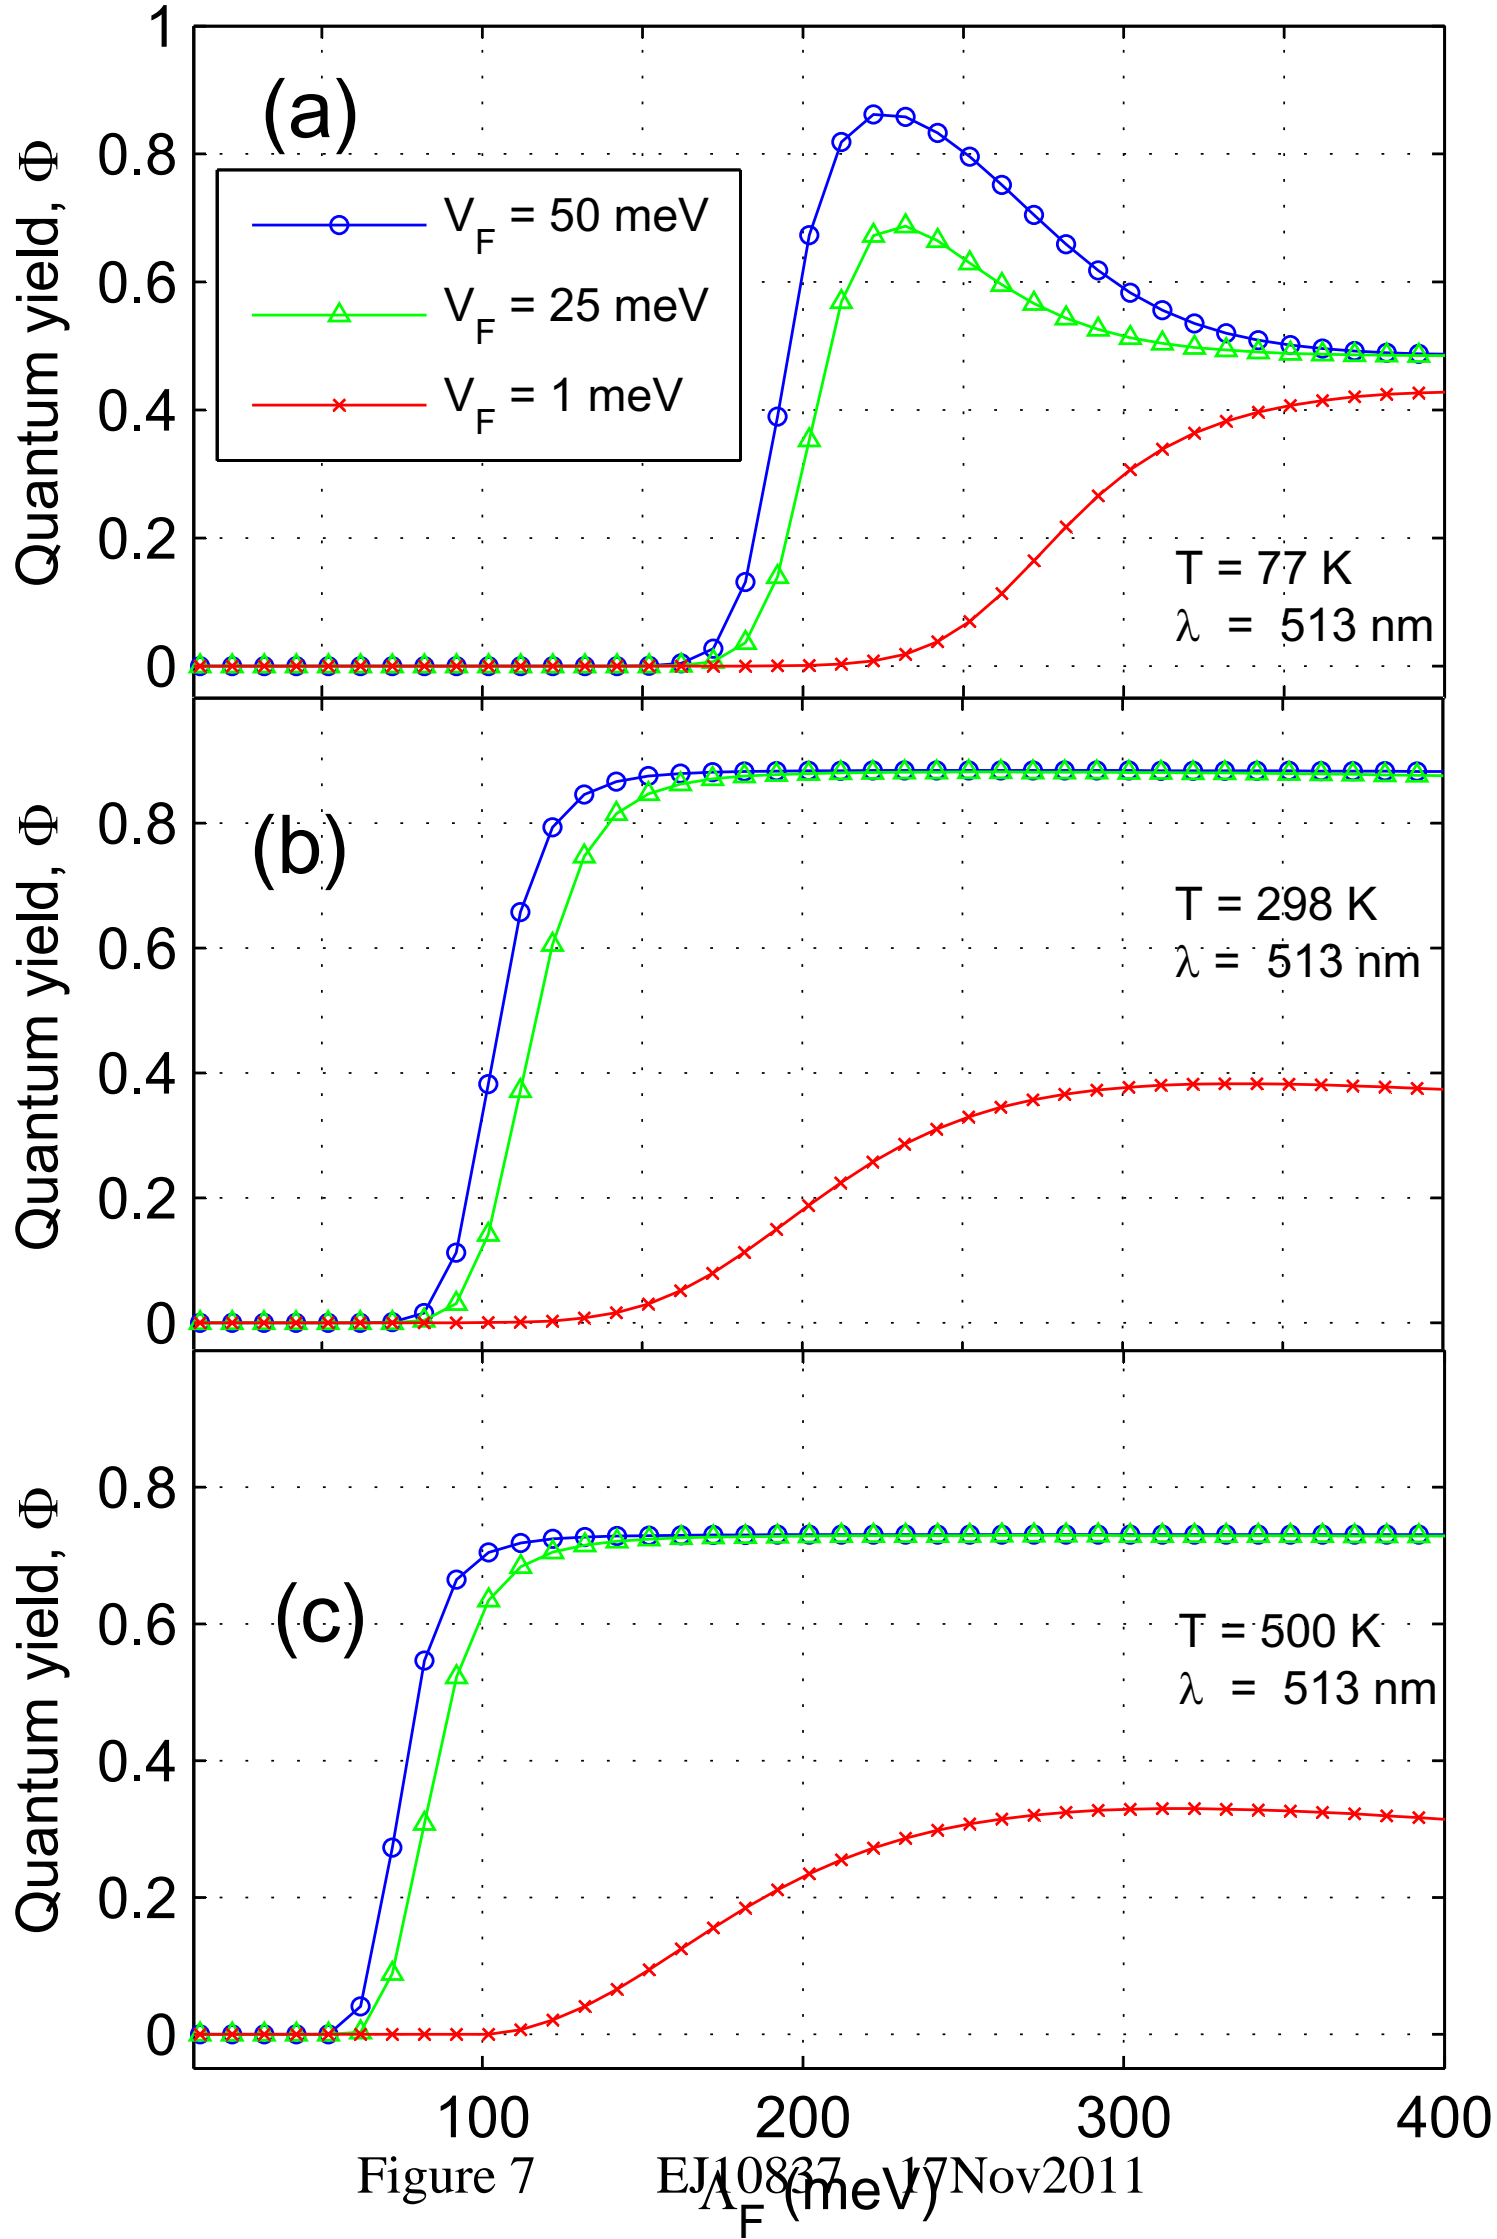 1
0.8
0.6
0.4
0.2
0
Quantum yield, Φ
(a)
V_F = 50 meV
V_F = 25 meV
V_F = 1 meV
T = 77 K
λ = 513 nm
0.8
0.6
0.4
0.2
0
Quantum yield, Φ
(b)
T = 298 K
λ = 513 nm
0.8
0.6
0.4
0.2
0
Quantum yield, Φ
(c)
T = 500 K
λ = 513 nm
100 200 300 400
Λ_F (meV)
Figure 7 EJ10837 17Nov2011